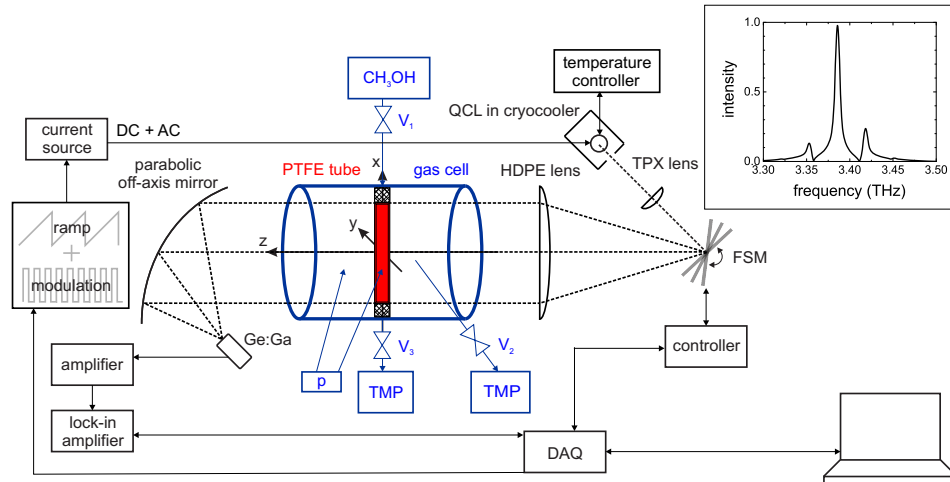 CH₃OH
temperature
controller
QCL in cryocooler
V₁
current
source
DC + AC
parabolic
off-axis mirror
PTFE tube
x
gas cell
HDPE lens
TPX lens
ramp
+
modulation
y
z
FSM
Ge:Ga
V₃
V₂
p
TMP
TMP
controller
amplifier
lock-in
amplifier
DAQ
intensity
1.0
0.5
0.0
3.30
3.35
3.40
3.45
3.50
frequency (THz)